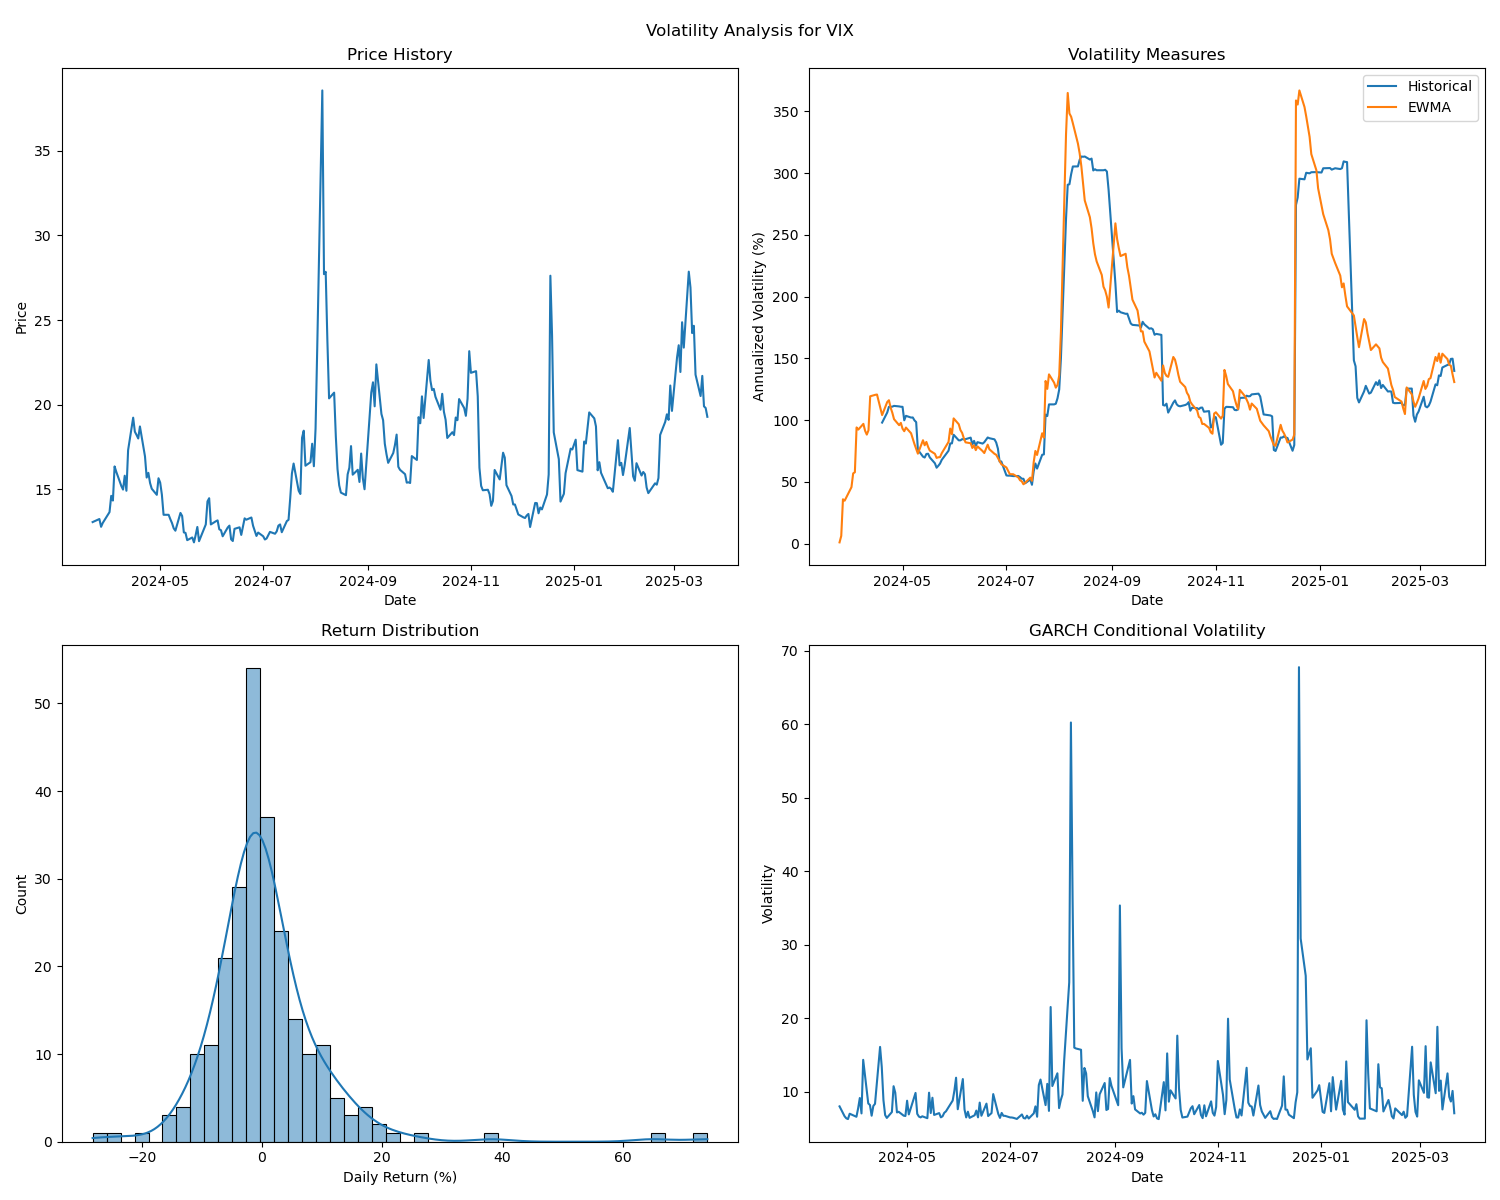 Volatility Analysis for VIX
Price History
35
30
25
20
15
Price
2024-05 2024-07 2024-09 2024-11 2025-01 2025-03
Date
Volatility Measures
Historical
EWMA
350
300
250
200
150
100
50
0
Annualized Volatility (%)
2024-05 2024-07 2024-09 2024-11 2025-01 2025-03
Date
Return Distribution
50
40
30
20
10
0
Count
−20 0 20 40 60
Daily Return (%)
GARCH Conditional Volatility
70
60
50
40
30
20
10
Volatility
2024-05 2024-07 2024-09 2024-11 2025-01 2025-03
Date